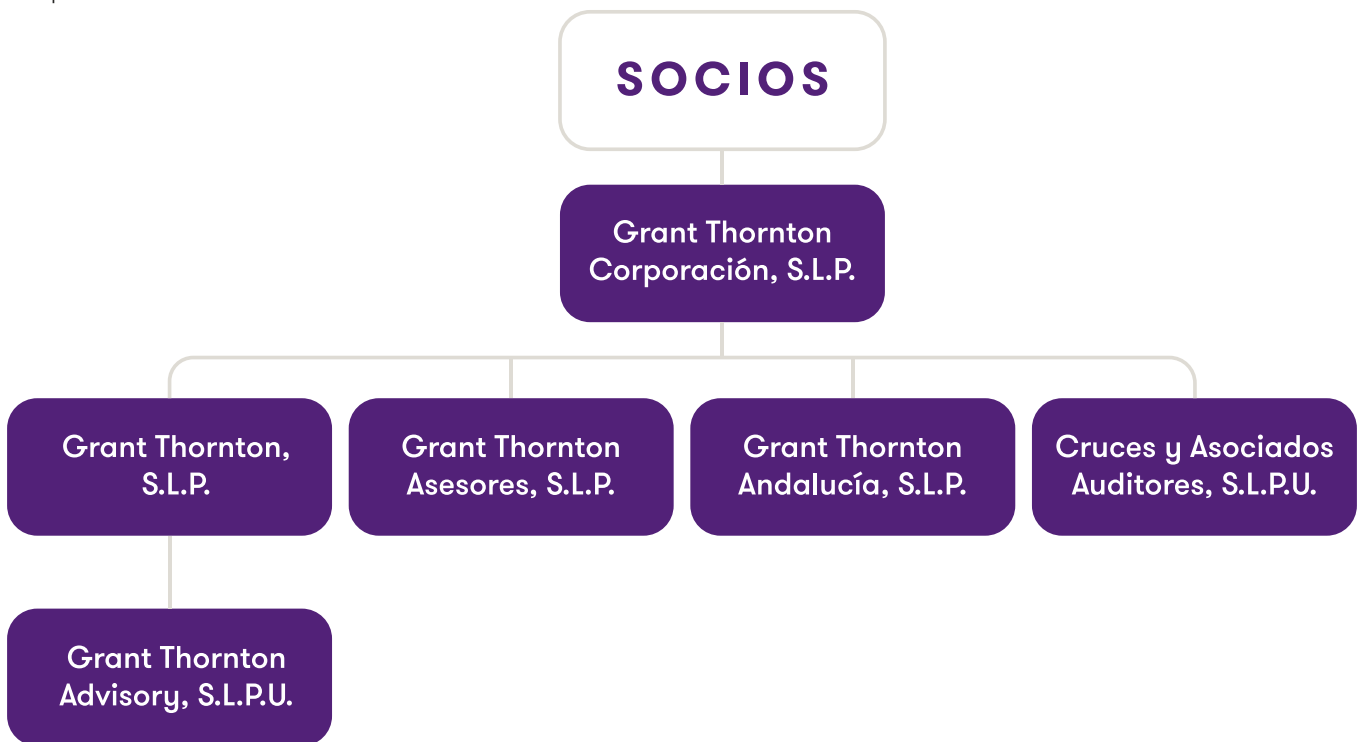 SOCIOS
Grant Thornton
Corporación, S.L.P.
Grant Thornton,
S.L.P.
Grant Thornton
Asesores, S.L.P.
Grant Thornton
Andalucía, S.L.P.
Cruces y Asociados
Auditores, S.L.P.U.
Grant Thornton
Advisory, S.L.P.U.